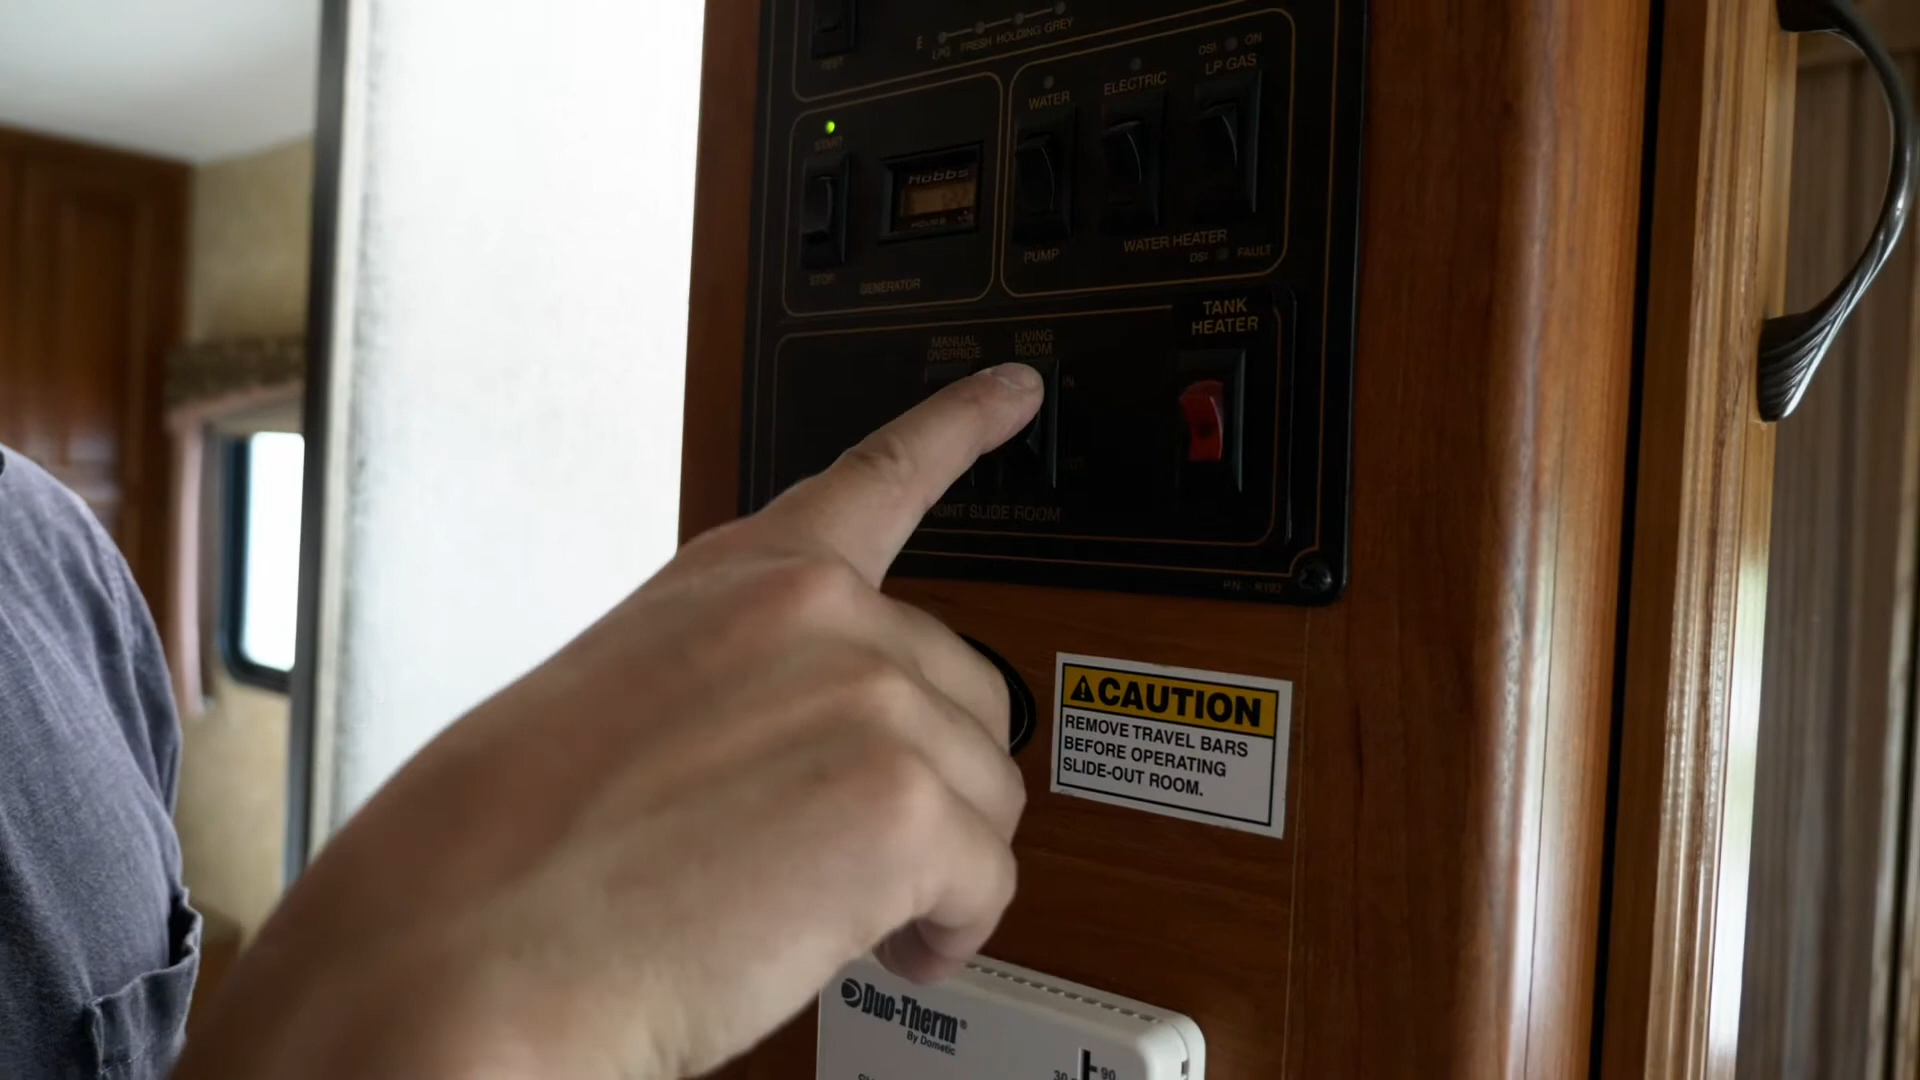 TEST
E
LPG FRESH HOLDING GREY
START
Hobbs
HOURS
STOP
GENERATOR
WATER
PUMP
ELECTRIC
DSI ON
LP GAS
WATER HEATER
DSI FAULT
MANUAL
OVERRIDE
LIVING
ROOM
IN
OUT
SLIDE ROOM
TANK
HEATER
CAUTION
REMOVE TRAVEL BARS
BEFORE OPERATING
SLIDE-OUT ROOM.
Duo-Therm®
By Dometic
30 90